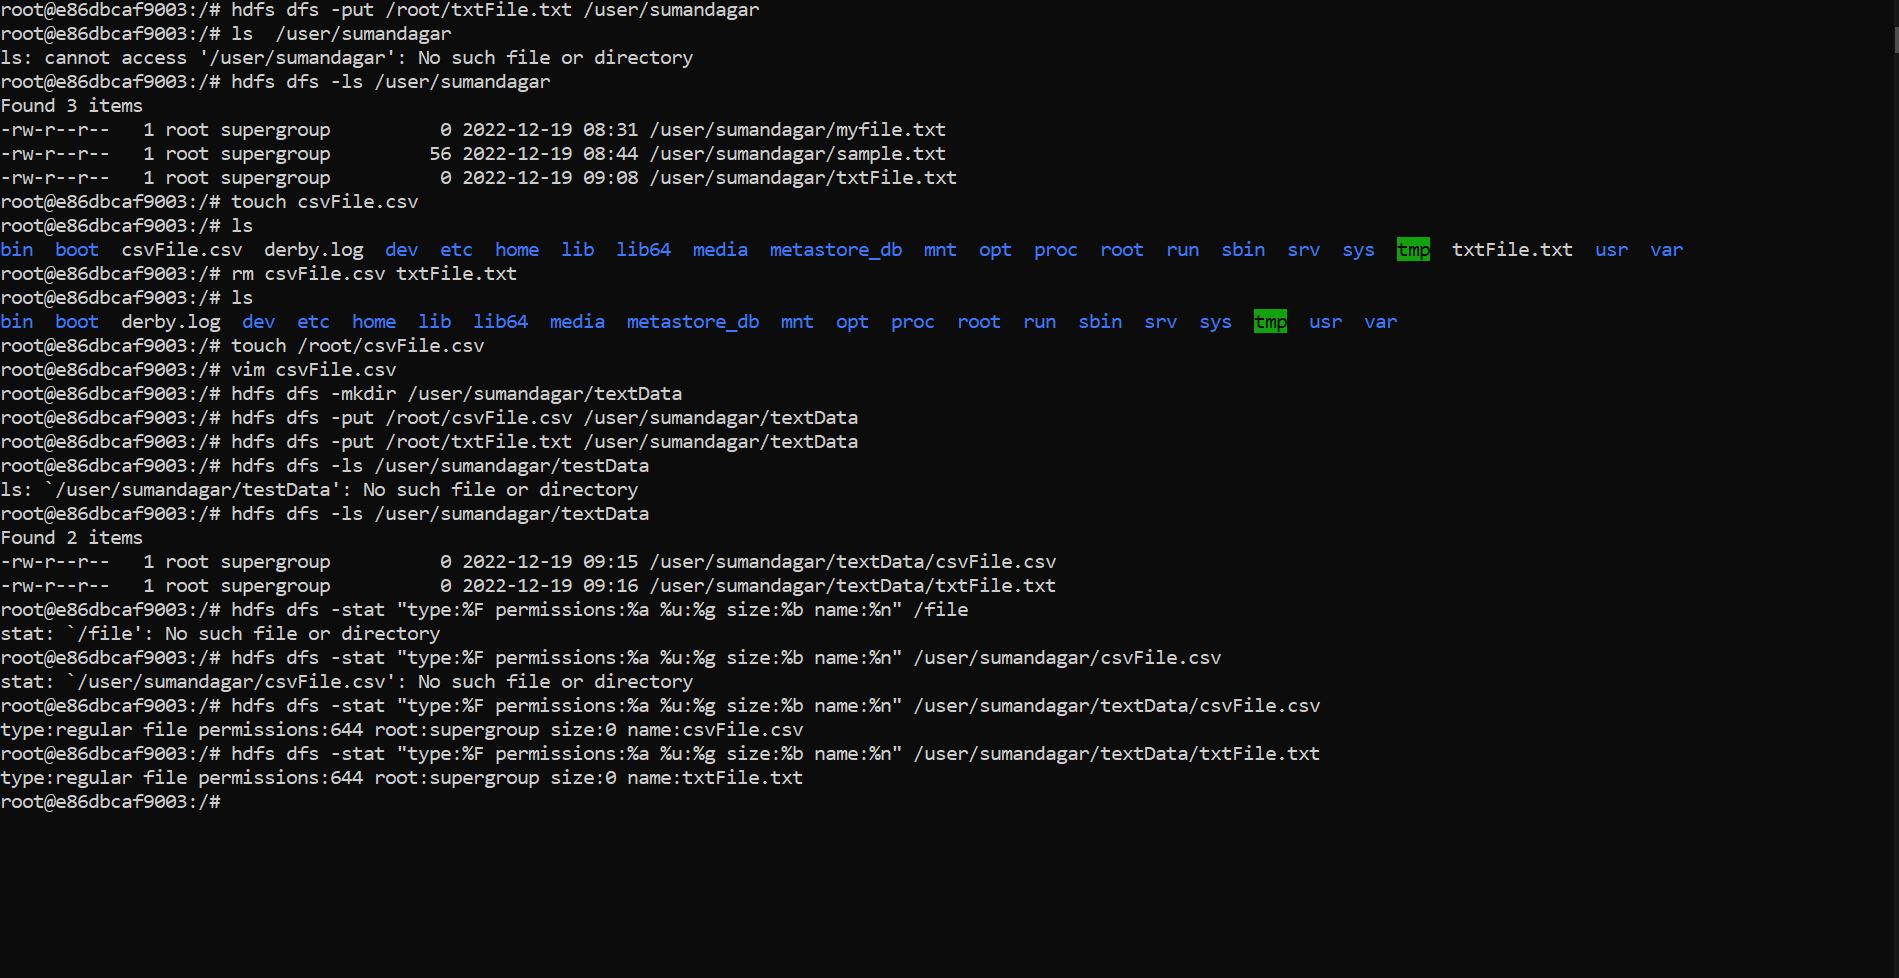 root@e86dbcaf9003:/# hdfs dfs -put /root/txtFile.txt /user/sumandagar
root@e86dbcaf9003:/# ls  /user/sumandagar
ls: cannot access '/user/sumandagar': No such file or directory
root@e86dbcaf9003:/# hdfs dfs -ls /user/sumandagar
Found 3 items
-rw-r--r--   1 root supergroup          0 2022-12-19 08:31 /user/sumandagar/myfile.txt
-rw-r--r--   1 root supergroup         56 2022-12-19 08:44 /user/sumandagar/sample.txt
-rw-r--r--   1 root supergroup          0 2022-12-19 09:08 /user/sumandagar/txtFile.txt
root@e86dbcaf9003:/# touch csvFile.csv
root@e86dbcaf9003:/# ls
bin  boot  csvFile.csv  derby.log  dev  etc  home  lib  lib64  media  metastore_db  mnt  opt  proc  root  run  sbin  srv  sys  tmp  txtFile.txt  usr  var
root@e86dbcaf9003:/# rm csvFile.csv txtFile.txt
root@e86dbcaf9003:/# ls
bin  boot  derby.log  dev  etc  home  lib  lib64  media  metastore_db  mnt  opt  proc  root  run  sbin  srv  sys  tmp  usr  var
root@e86dbcaf9003:/# touch /root/csvFile.csv
root@e86dbcaf9003:/# vim csvFile.csv
root@e86dbcaf9003:/# hdfs dfs -mkdir /user/sumandagar/textData
root@e86dbcaf9003:/# hdfs dfs -put /root/csvFile.csv /user/sumandagar/textData
root@e86dbcaf9003:/# hdfs dfs -put /root/txtFile.txt /user/sumandagar/textData
root@e86dbcaf9003:/# hdfs dfs -ls /user/sumandagar/testData
ls: `/user/sumandagar/testData': No such file or directory
root@e86dbcaf9003:/# hdfs dfs -ls /user/sumandagar/textData
Found 2 items
-rw-r--r--   1 root supergroup          0 2022-12-19 09:15 /user/sumandagar/textData/csvFile.csv
-rw-r--r--   1 root supergroup          0 2022-12-19 09:16 /user/sumandagar/textData/txtFile.txt
root@e86dbcaf9003:/# hdfs dfs -stat "type:%F permissions:%a %u:%g size:%b name:%n" /file
stat: `/file': No such file or directory
root@e86dbcaf9003:/# hdfs dfs -stat "type:%F permissions:%a %u:%g size:%b name:%n" /user/sumandagar/csvFile.csv
stat: `/user/sumandagar/csvFile.csv': No such file or directory
root@e86dbcaf9003:/# hdfs dfs -stat "type:%F permissions:%a %u:%g size:%b name:%n" /user/sumandagar/textData/csvFile.csv
type:regular file permissions:644 root:supergroup size:0 name:csvFile.csv
root@e86dbcaf9003:/# hdfs dfs -stat "type:%F permissions:%a %u:%g size:%b name:%n" /user/sumandagar/textData/txtFile.txt
type:regular file permissions:644 root:supergroup size:0 name:txtFile.txt
root@e86dbcaf9003:/#